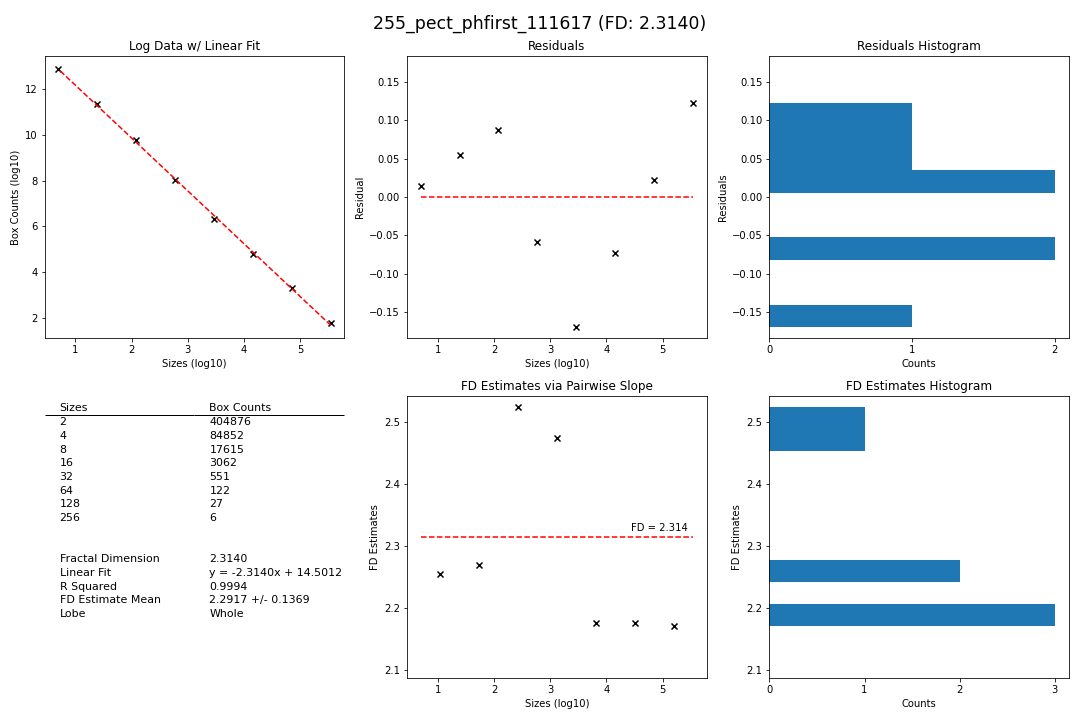 255_pect_phfirst_111617 (FD: 2.3140)
Log Data w/ Linear Fit
12
10
8
6
4
2
Box Counts (log10)
1 2 3 4 5
Sizes (log10)
Residuals
0.15
0.10
0.05
0.00
−0.05
−0.10
−0.15
Residual
1 2 3 4 5
Sizes (log10)
Residuals Histogram
0.15
0.10
0.05
0.00
−0.05
−0.10
−0.15
Residuals
0 1 2
Counts
Sizes Box Counts
2 404876
4 84852
8 17615
16 3062
32 551
64 122
128 27
256 6
Fractal Dimension 2.3140
Linear Fit y = -2.3140x + 14.5012
R Squared 0.9994
FD Estimate Mean 2.2917 +/- 0.1369
Lobe Whole
FD Estimates via Pairwise Slope
2.5
2.4
2.3
2.2
2.1
FD Estimates
FD = 2.314
1 2 3 4 5
Sizes (log10)
FD Estimates Histogram
2.5
2.4
2.3
2.2
2.1
FD Estimates
0 1 2 3
Counts